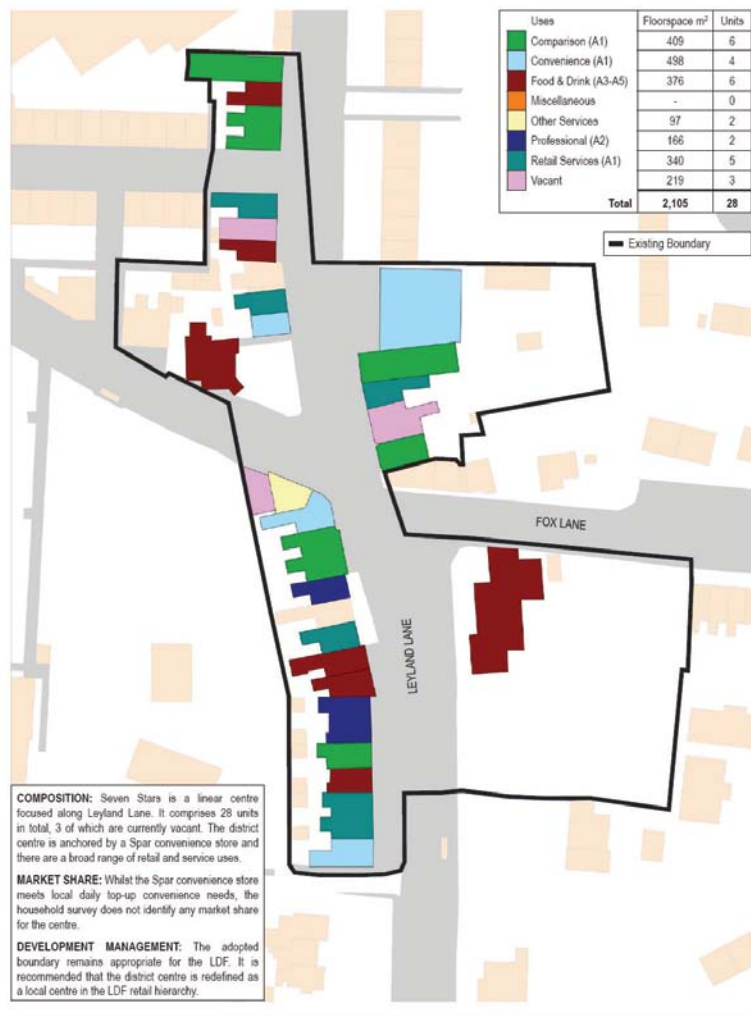 Uses Floorspace m² Units
Comparison (A1) 409 6
Convenience (A1) 498 4
Food & Drink (A3-A5) 376 6
Miscellaneous - 0
Other Services 97 2
Professional (A2) 166 2
Retail Services (A1) 340 5
Vacant 219 3
Total 2,105 28
Existing Boundary
FOX LANE
LEYLAND LANE
COMPOSITION: Seven Stars is a linear centre
focused along Leyland Lane. It comprises 28 units
in total, 3 of which are currently vacant. The district
centre is anchored by a Spar convenience store and
there are a broad range of retail and service uses.
MARKET SHARE: Whilst the Spar convenience store
meets local daily top-up convenience needs, the
household survey does not identify any market share
for the centre.
DEVELOPMENT MANAGEMENT: The adopted
boundary remains appropriate for the LDF. It is
recommended that the district centre is redefined as
a local centre in the LDF retail hierarchy.